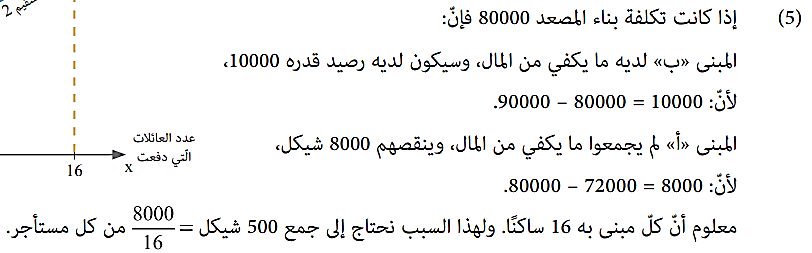 (5) إذا كانت تكلفة بناء المصعد 80000 فإنّ:
المبنى «ب» لديه ما يكفي من المال، وسيكون لديه رصيد قدره 10000،
لأنّ: 10000 = 80000 – 90000.
المبنى «أ» لم يجمعوا ما يكفي من المال، وينقصهم 8000 شيكل،
لأنّ: 8000 = 72000 – 80000.
معلوم أنّ كلّ مبنى به 16 ساكنًا. ولهذا السبب نحتاج إلى جمع 500 شيكل = 8000/16 من كل مستأجر.
2
عدد العائلات
الّتي دفعت
x
16